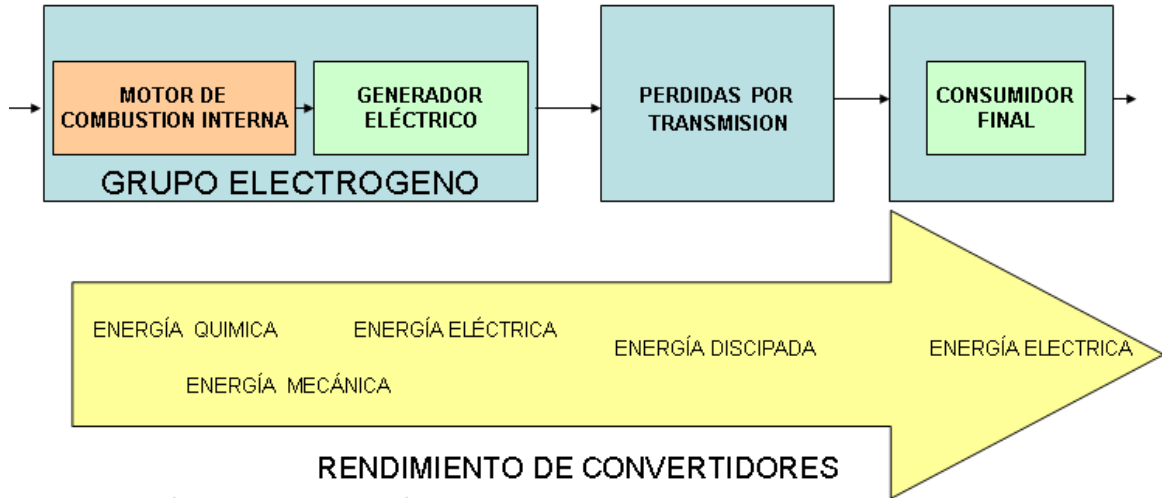 MOTOR DE
COMBUSTION INTERNA
GENERADOR
ELÉCTRICO
GRUPO ELECTROGENO
PERDIDAS POR
TRANSMISION
CONSUMIDOR
FINAL
ENERGÍA QUIMICA
ENERGÍA MECÁNICA
ENERGÍA ELÉCTRICA
ENERGÍA DISCIPADA
ENERGÍA ELECTRICA
RENDIMIENTO DE CONVERTIDORES